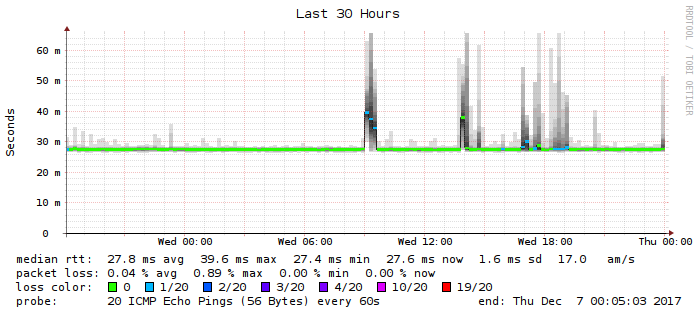 Last 30 Hours
RRDTOOL / TOBI OETIKER
Seconds
60 m
50 m
40 m
30 m
20 m
10 m
0
Wed 00:00 Wed 06:00 Wed 12:00 Wed 18:00 Thu 00:00
median rtt: 27.8 ms avg 39.6 ms max 27.4 ms min 27.6 ms now 1.6 ms sd 17.0 am/s
packet loss: 0.04 % avg 0.89 % max 0.00 % min 0.00 % now
loss color: 0 1/20 2/20 3/20 4/20 10/20 19/20
probe: 20 ICMP Echo Pings (56 Bytes) every 60s end: Thu Dec 7 00:05:03 2017